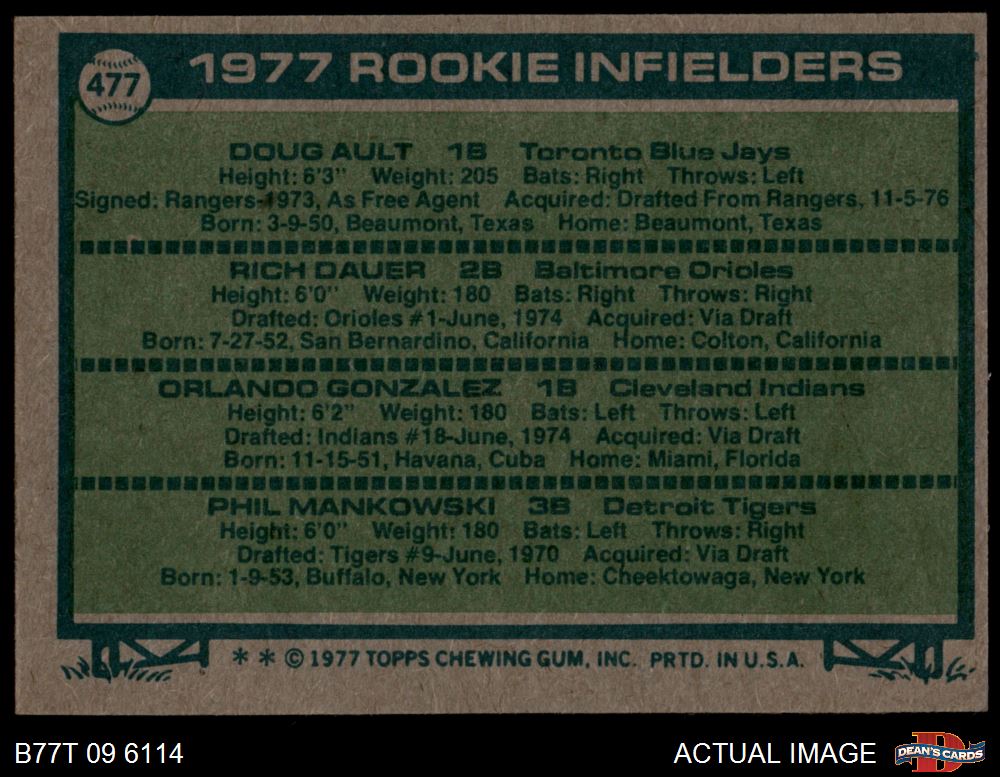 477
1977 ROOKIE INFIELDERS
DOUG AULT 1B Toronto Blue Jays
Height: 6'3" Weight: 205 Bats: Right Throws: Left
Signed: Rangers-1973, As Free Agent Acquired: Drafted From Rangers, 11-5-76
Born: 3-9-50, Beaumont, Texas Home: Beaumont, Texas
RICH DAUER 2B Baltimore Orioles
Height: 6'0" Weight: 180 Bats: Right Throws: Right
Drafted: Orioles #1-June, 1974 Acquired: Via Draft
Born: 7-27-52, San Bernardino, California Home: Colton, California
ORLANDO GONZALEZ 1B Cleveland Indians
Height: 6'2" Weight: 180 Bats: Left Throws: Left
Drafted: Indians #18-June, 1974 Acquired: Via Draft
Born: 11-15-51, Havana, Cuba Home: Miami, Florida
PHIL MANKOWSKI 3B Detroit Tigers
Height: 6'0" Weight: 180 Bats: Left Throws: Right
Drafted: Tigers #9-June, 1970 Acquired: Via Draft
Born: 1-9-53, Buffalo, New York Home: Cheektowaga, New York
* * © 1977 TOPPS CHEWING GUM, INC. PRTD. IN U.S.A.
B77T 09 6114 ACTUAL IMAGE D DEAN'S CARDS